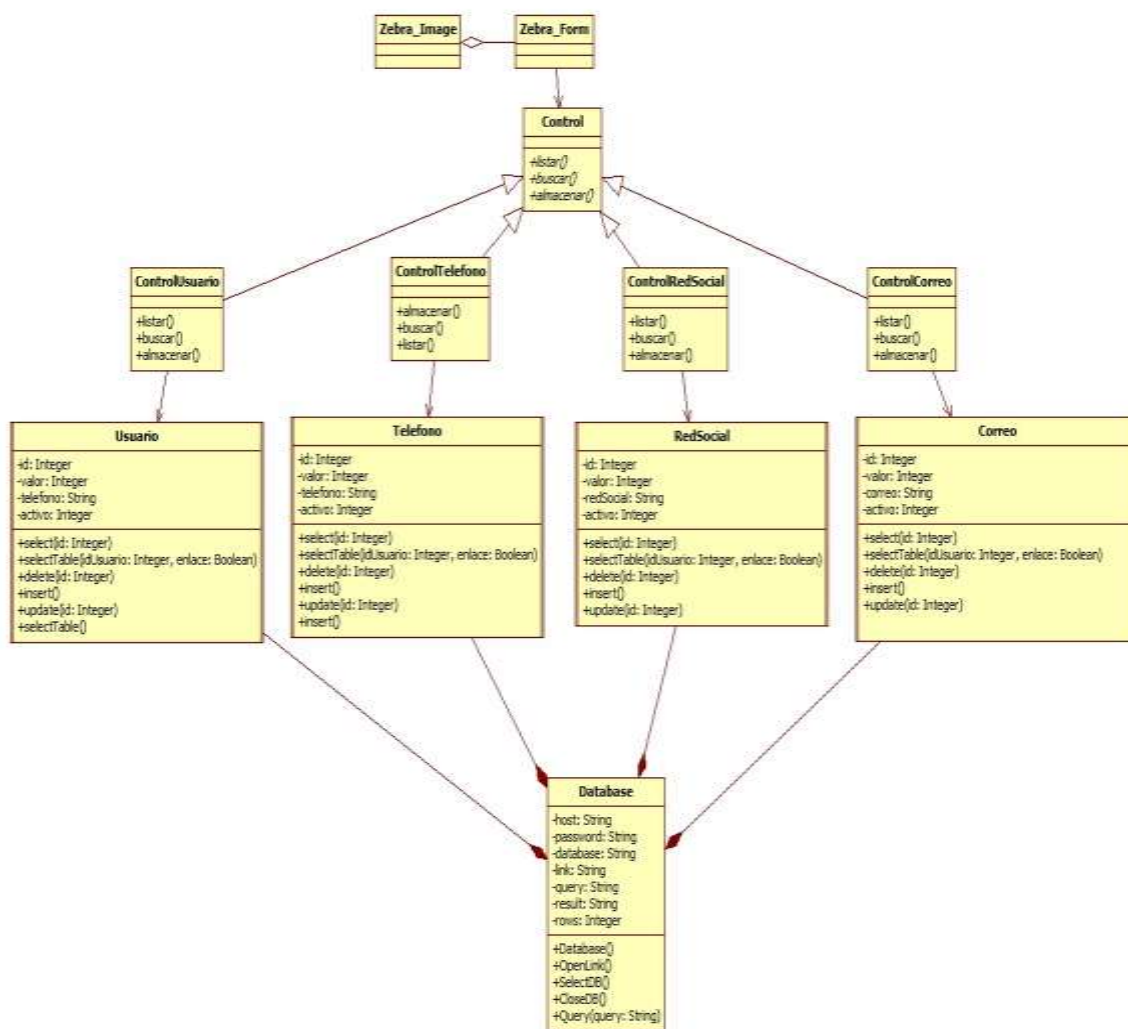 Zebra_Image
Zebra_Form
Control
+listar()
+buscar()
+almacenar()
ControlUsuario
+listar()
+buscar()
+almacenar()
ControlTelefono
+almacenar()
+buscar()
+listar()
ControlRedSocial
+listar()
+buscar()
+almacenar()
ControlCorreo
+listar()
+buscar()
+almacenar()
Usuario
-id: Integer
-valor: Integer
-telefono: String
-activo: Integer
+select(id: Integer)
+selectTable(idUsuario: Integer, enlace: Boolean)
+delete(id: Integer)
+insert()
+update(id: Integer)
+selectTable()
Telefono
-id: Integer
-valor: Integer
-telefono: String
-activo: Integer
+select(id: Integer)
+selectTable(idUsuario: Integer, enlace: Boolean)
+delete(id: Integer)
+insert()
+update(id: Integer)
+insert()
RedSocial
-id: Integer
-valor: Integer
-redSocial: String
-activo: Integer
+select(id: Integer)
+selectTable(idUsuario: Integer, enlace: Boolean)
+delete(id: Integer)
+insert()
+update(id: Integer)
Correo
-id: Integer
-valor: Integer
-correo: String
-activo: Integer
+select(id: Integer)
+selectTable(idUsuario: Integer, enlace: Boolean)
+delete(id: Integer)
+insert()
+update(id: Integer)
Database
-host: String
-password: String
-database: String
-link: String
-query: String
-result: String
-rows: Integer
+Database()
+OpenLink()
+SelectDB()
+CloseDB()
+Query(query: String)